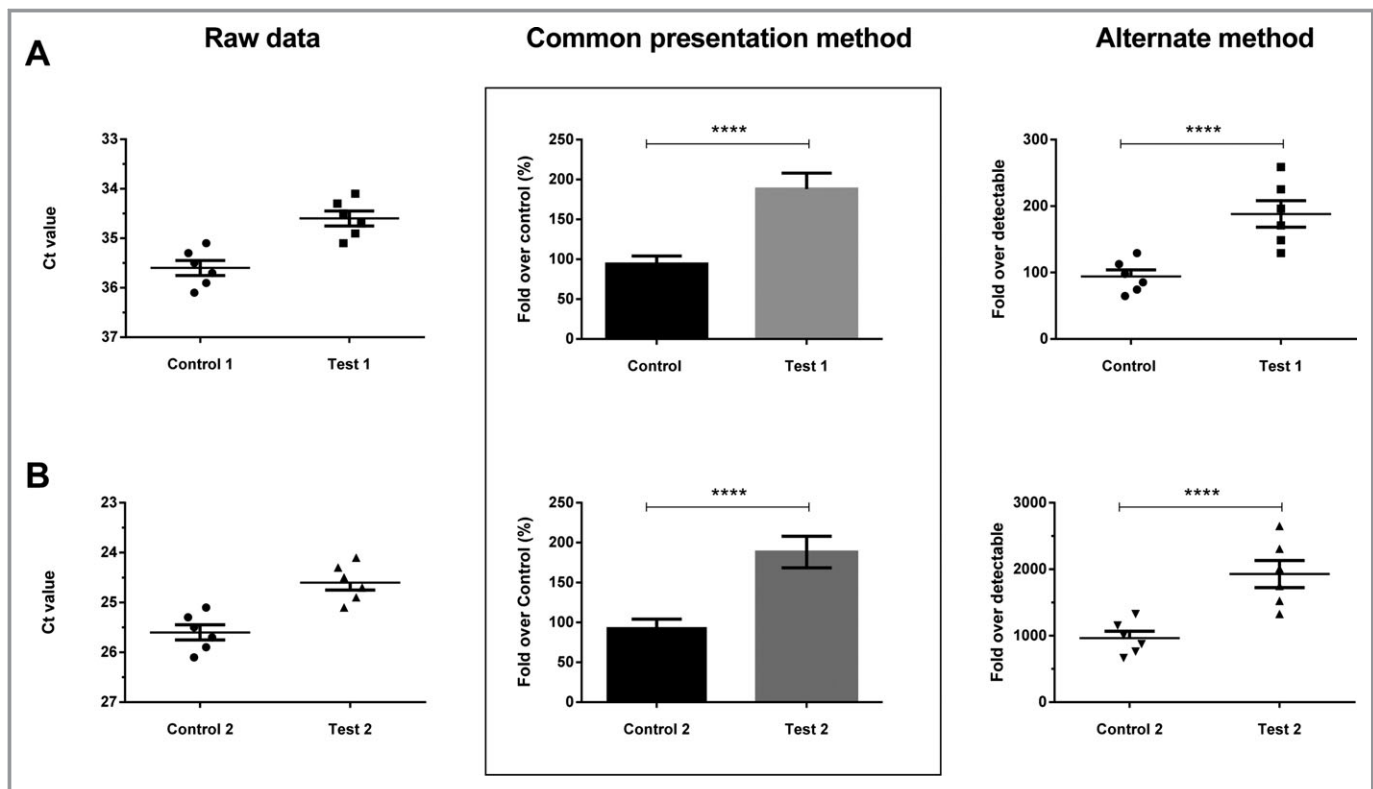 Raw data
Common presentation method
Alternate method
A
Ct value
33
34
35
36
37
Control 1
Test 1
Fold over control (%)
250
200
150
100
50
0
****
Control
Test 1
Fold over detectable
300
200
100
0
****
Control
Test 1
B
Ct value
23
24
25
26
27
Control 2
Test 2
Fold over Control (%)
250
200
150
100
50
0
****
Control 2
Test 2
Fold over detectable
3000
2000
1000
0
****
Control 2
Test 2